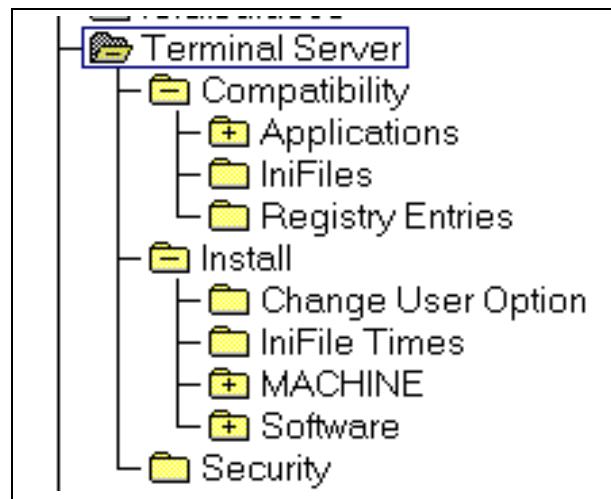 Terminal Server
Compatibility
Applications
IniFiles
Registry Entries
Install
Change User Option
IniFile Times
MACHINE
Software
Security